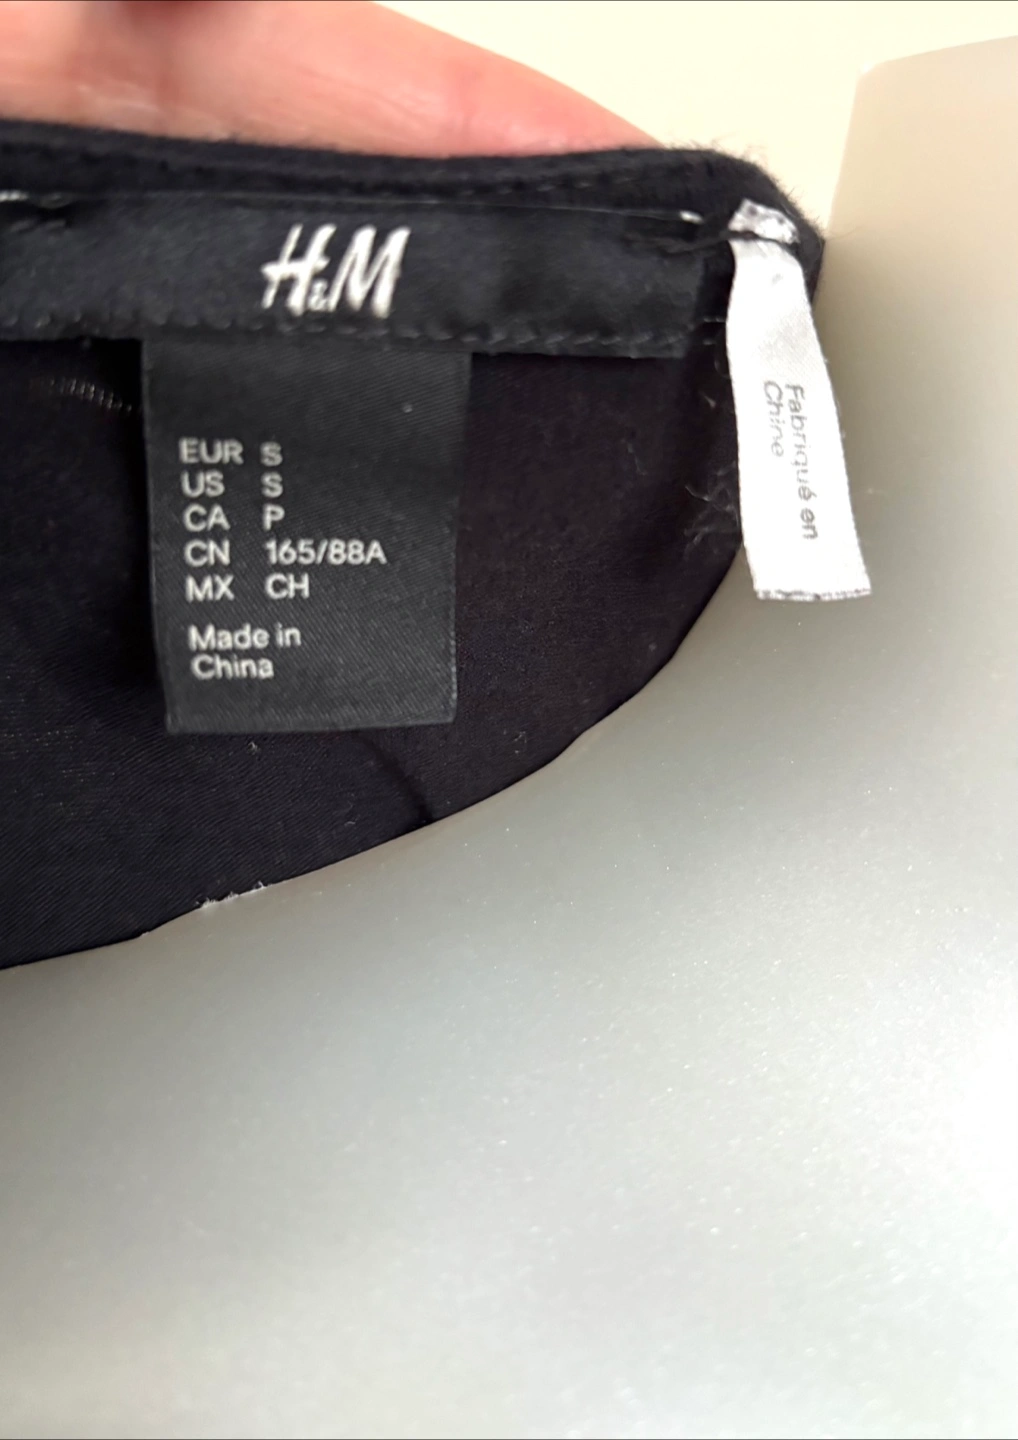 H&M
EUR S
US S
CA P
CN 165/88A
MX CH
Made in
China
Fabriqué en
Chine